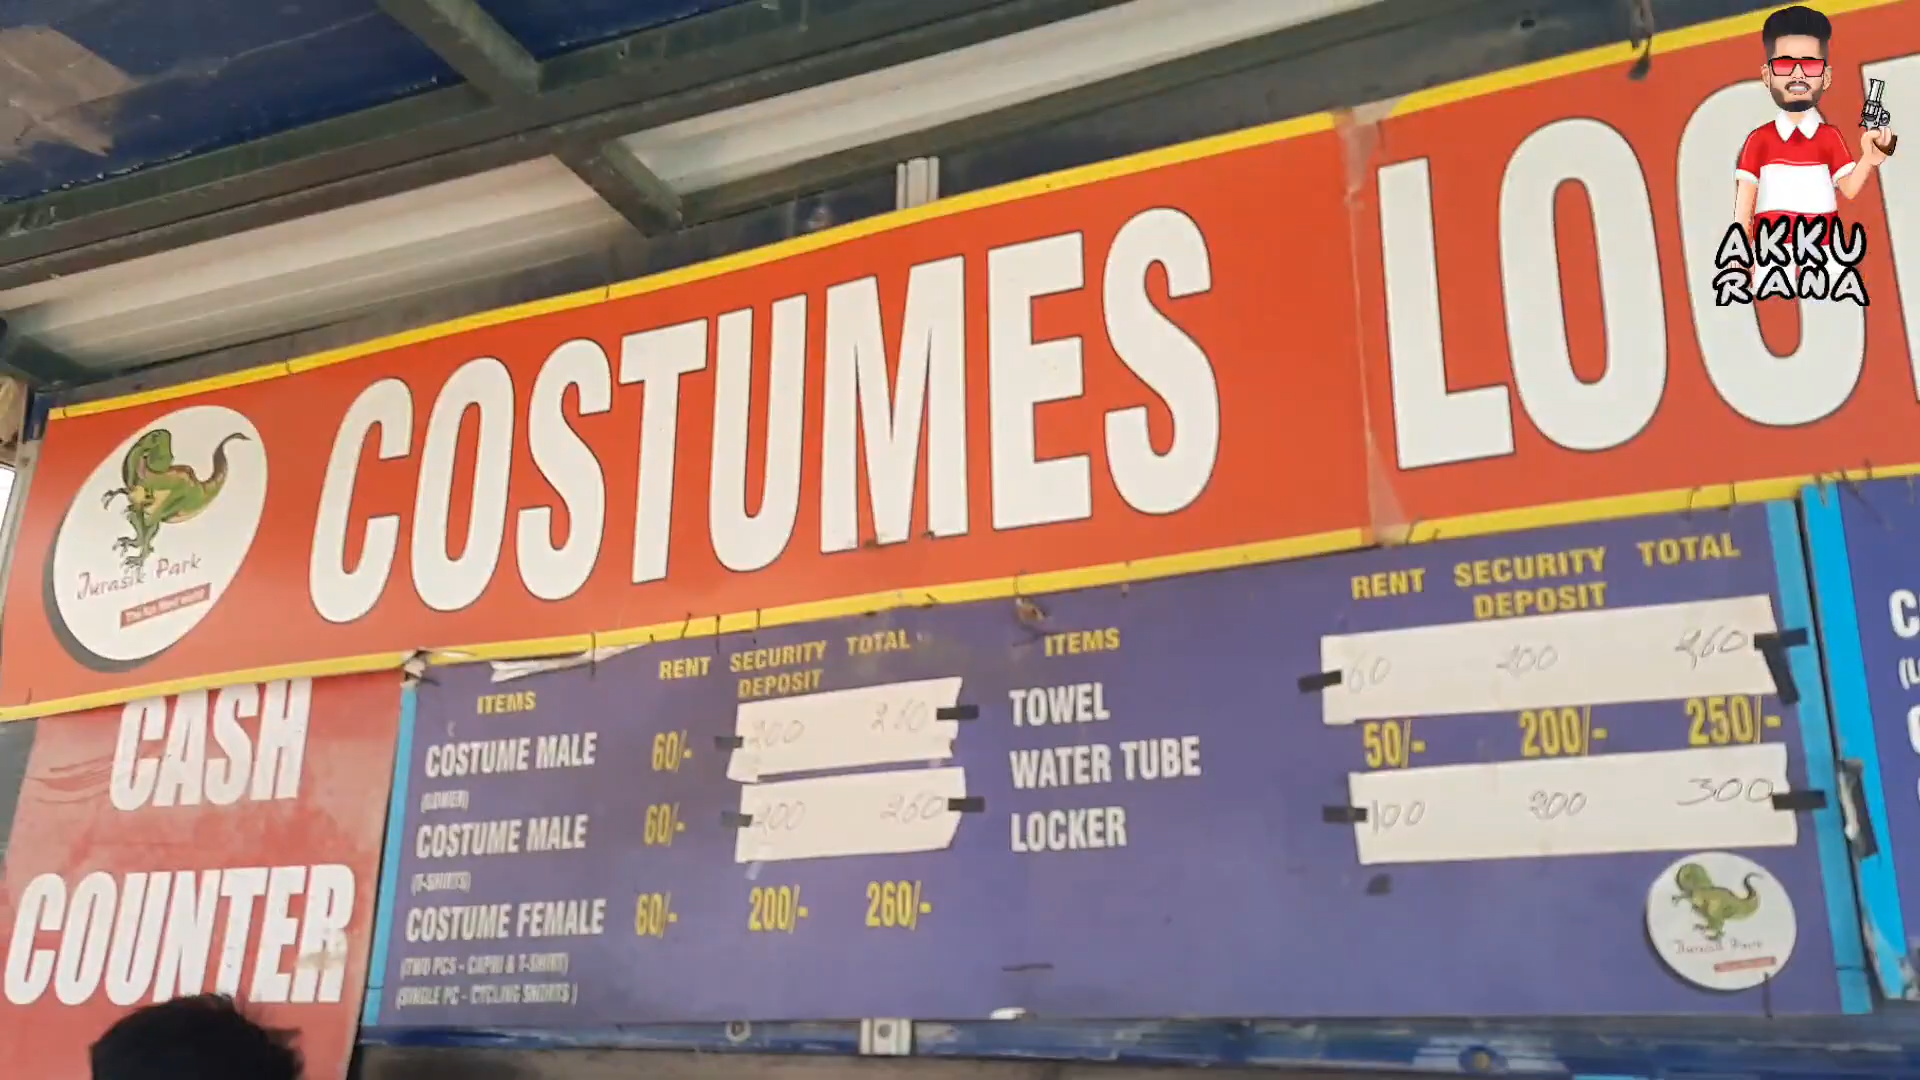 AKKU
RANA
COSTUMES
Jurasik Park
CASH
COUNTER
ITEMS RENT SECURITY DEPOSIT TOTAL
COSTUME MALE 60/- 200 260
(LOWER)
COSTUME MALE 60/- 200 260
(T-SHIRTS)
COSTUME FEMALE 60/- 200/- 260/-
(TWO PCS - CAPRI & T-SHIRT)
(SINGLE PC - CYCLING SHORTS)
ITEMS RENT SECURITY DEPOSIT TOTAL
TOWEL 60 200 260
WATER TUBE 50/- 200/- 250/-
LOCKER 100 200 300
Jurasik Park